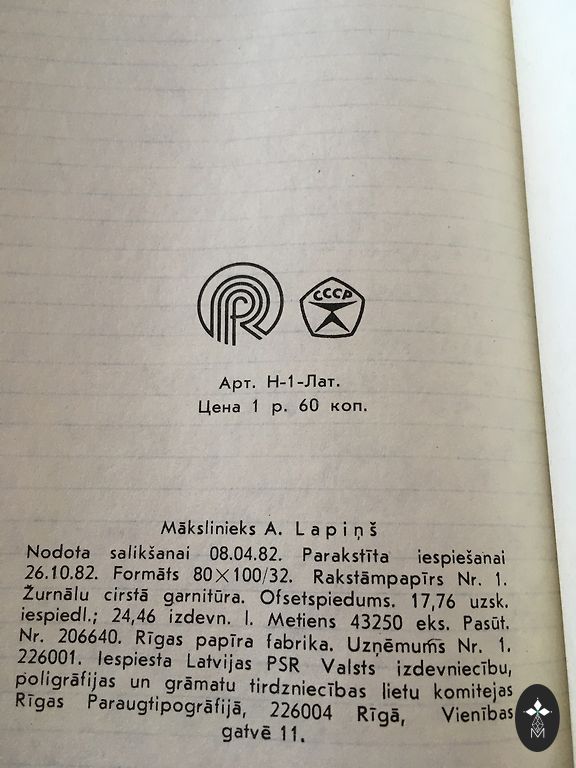 СССР
Арт. Н-1-Лат.
Цена 1 р. 60 коп.
Mākslinieks A. Lapiņš
Nodota salikšanai 08.04.82. Parakstīta iespiešanai
26.10.82. Formāts 80×100/32. Rakstāmpapīrs Nr. 1.
Žurnālu cirstā garnitūra. Ofsetspiedums. 17,76 uzsk.
iespiedl.; 24,46 izdevn. l. Metiens 43250 eks. Pasūt.
Nr. 206640. Rīgas papīra fabrika. Uzņēmums Nr. 1.
226001. Iespiesta Latvijas PSR Valsts izdevniecību,
poligrāfijas un grāmatu tirdzniecības lietu komitejas
Rīgas Paraugtipogrāfijā, 226004 Rīgā, Vienības
gatvē 11.